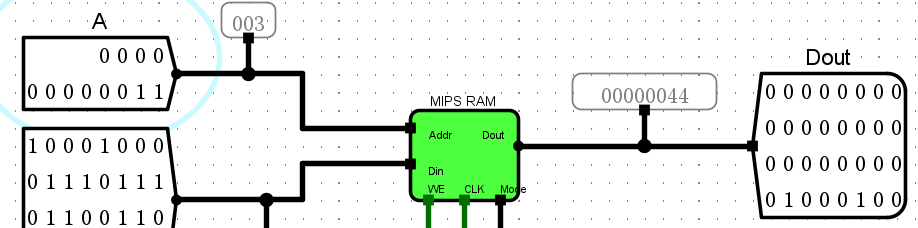 A
003
0 0 0 0
0 0 0 0 0 0 1 1
1 0 0 0 1 0 0 0
0 1 1 1 0 1 1 1
0 1 1 0 0 1 1 0
MIPS RAM
Addr Dout
Din
WE CLK Mode
00000044
Dout
0 0 0 0 0 0 0 0
0 0 0 0 0 0 0 0
0 0 0 0 0 0 0 0
0 1 0 0 0 1 0 0